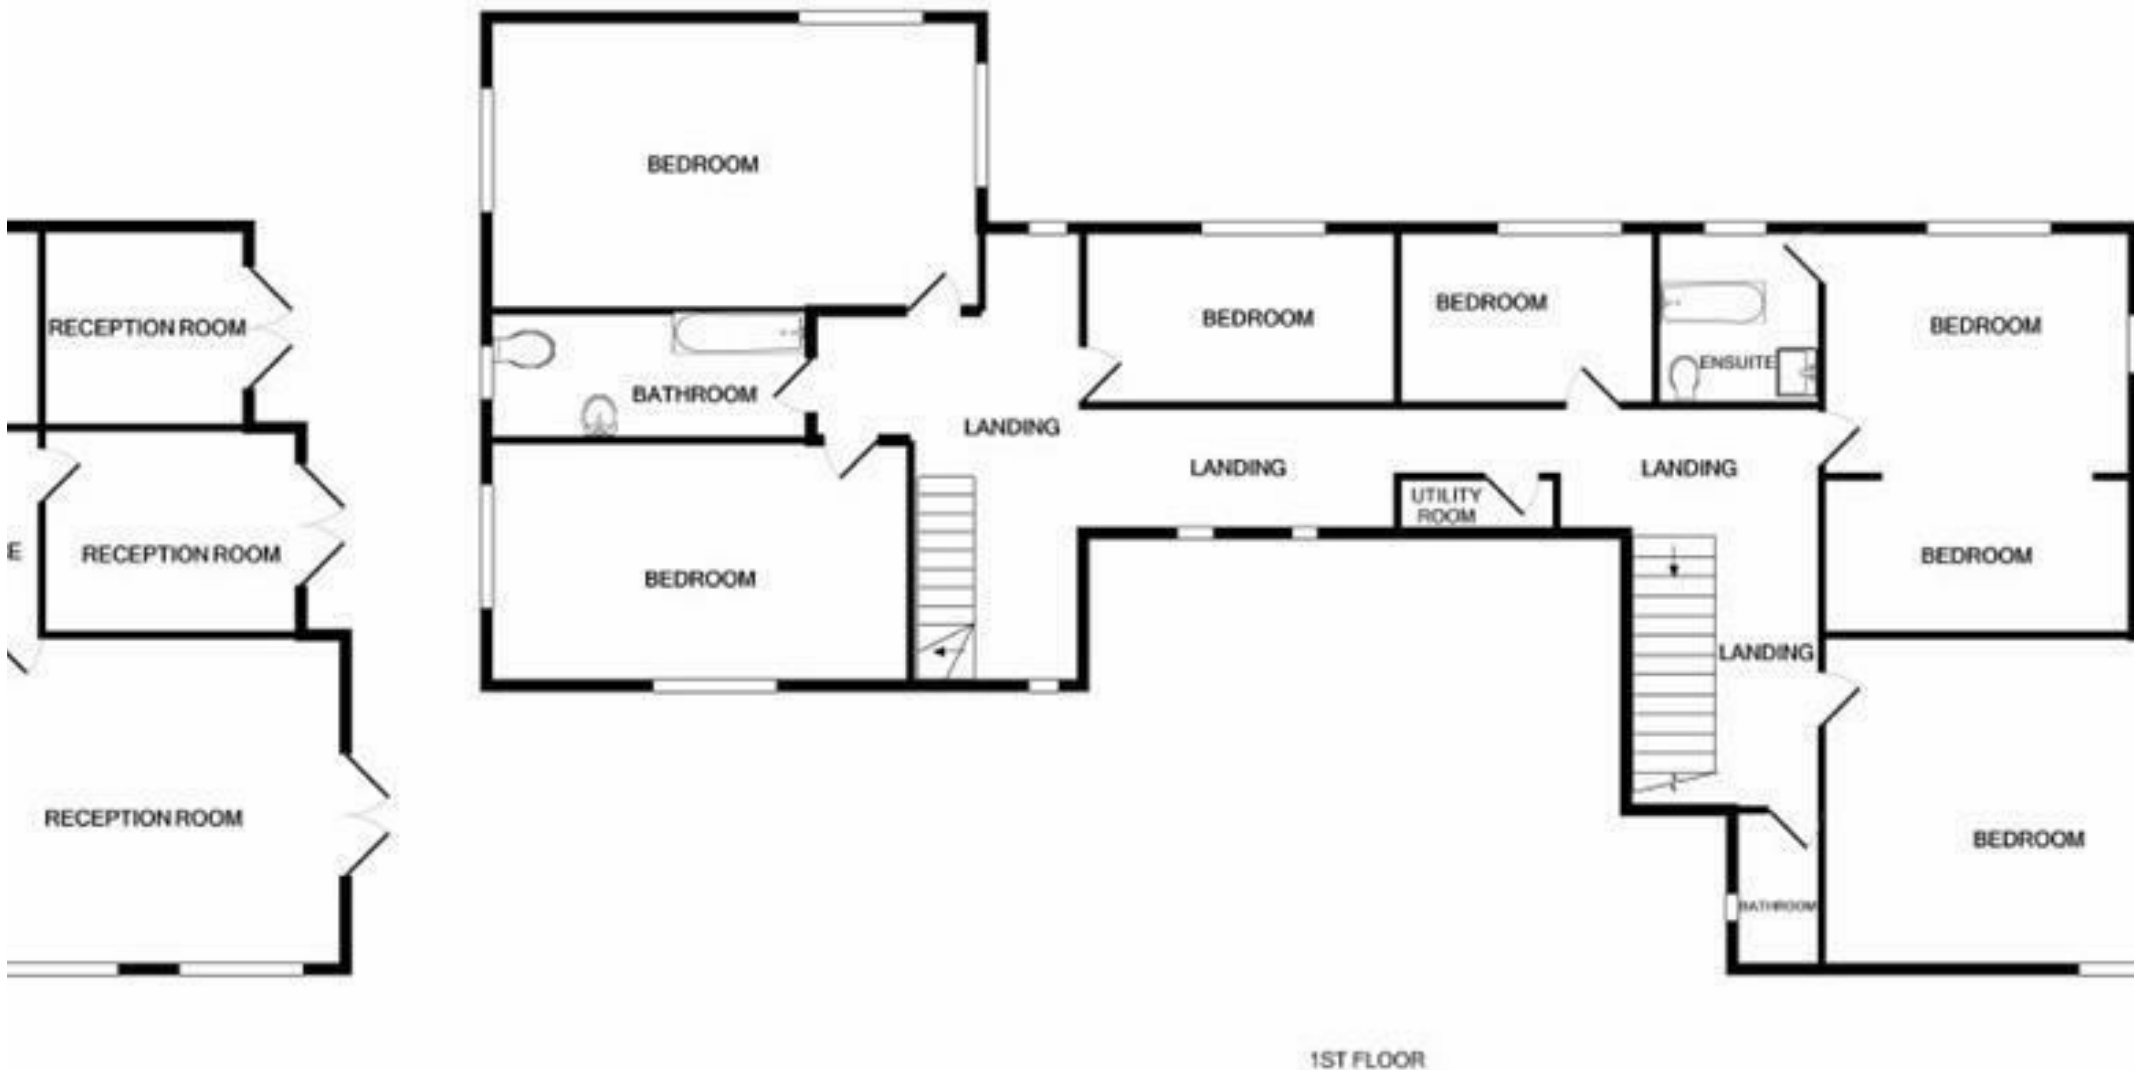 BEDROOM
RECEPTION ROOM
BEDROOM
BEDROOM
BEDROOM
ENSUITE
BATHROOM
LANDING
LANDING
LANDING
UTILITY
ROOM
E
RECEPTION ROOM
BEDROOM
BEDROOM
LANDING
RECEPTION ROOM
BEDROOM
BATHROOM
1ST FLOOR